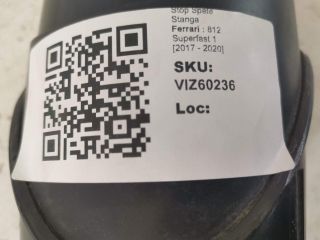 Stop Spate
Stanga
Ferrari : 812
Superfast 1
[2017 - 2020]
SKU:
VIZ60236
Loc: